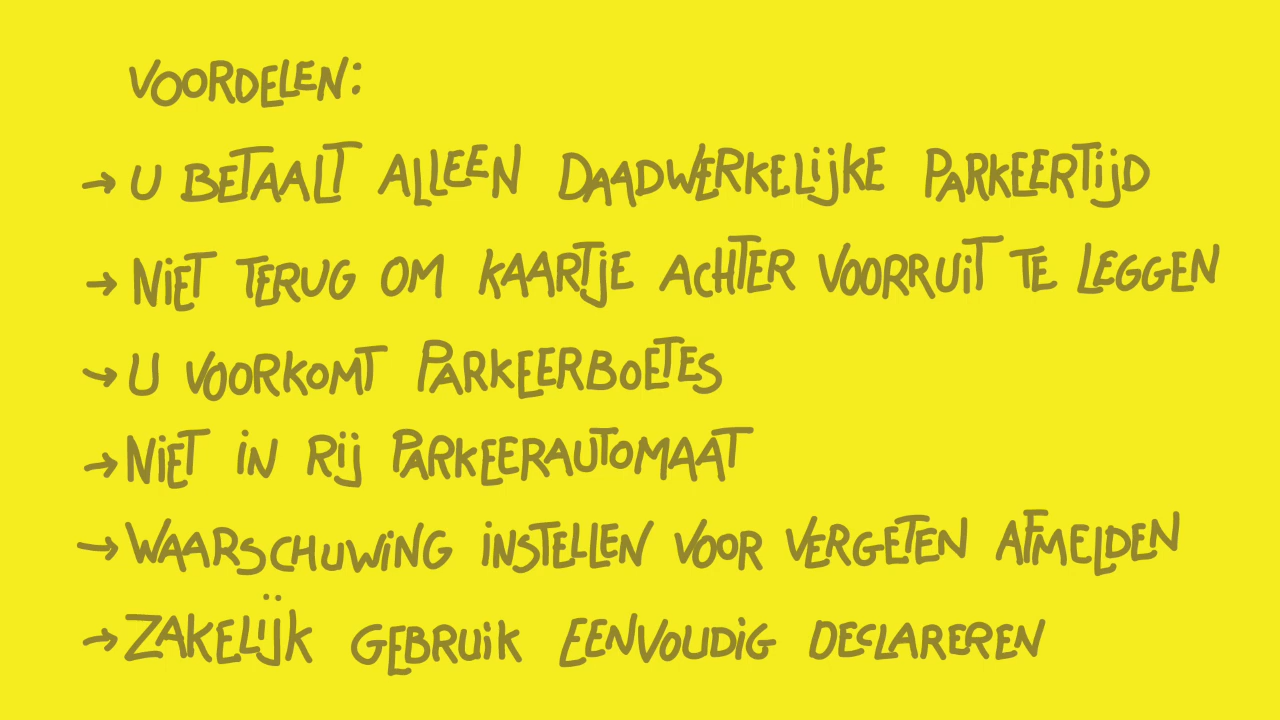 VOORDELEN:
→ U BETAALT ALLEEN DAADWERKELIJKE PARKEERTIJD
→ NIET TERUG OM KAARTJE ACHTER VOORRUIT TE LEGGEN
→ U VOORKOMT PARKEERBOETES
→ NIET IN RIJ PARKEERAUTOMAAT
→ WAARSCHUWING INSTELLEN VOOR VERGETEN AFMELDEN
→ ZAKELIJK GEBRUIK EENVOUDIG DECLAREREN